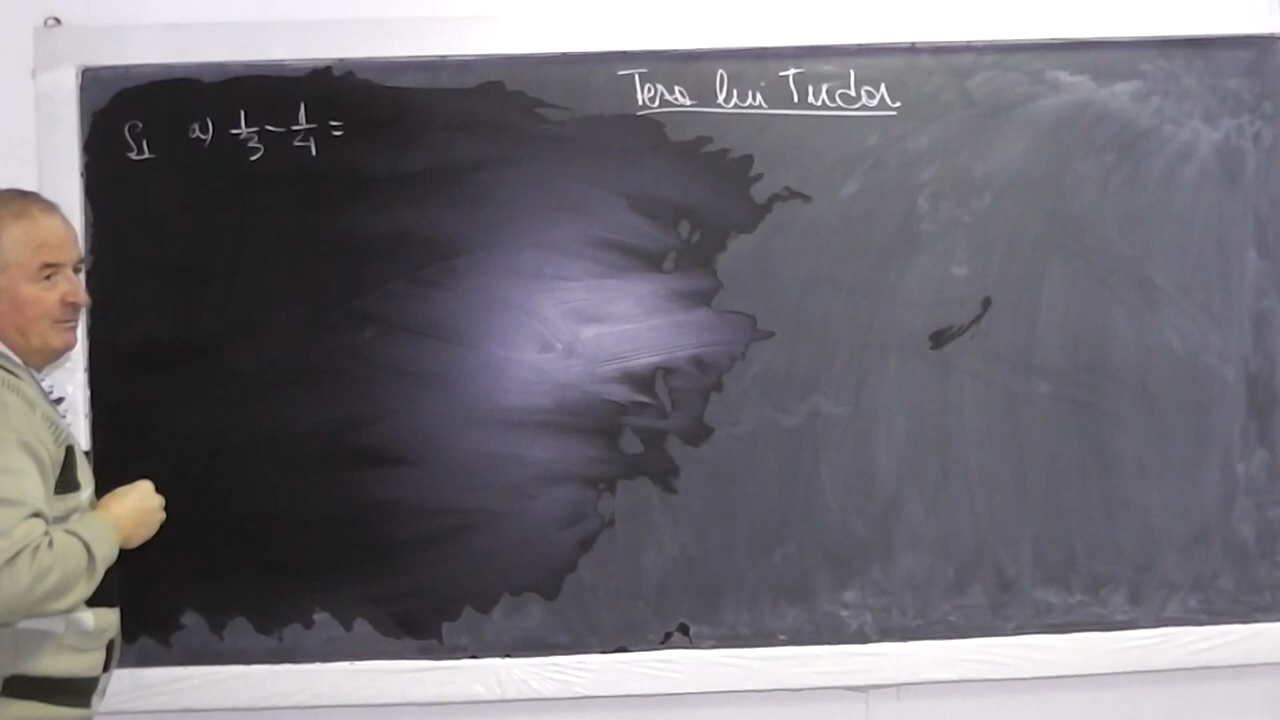 Teza lui Tudor
S1 a) 1/3 - 1/4 =